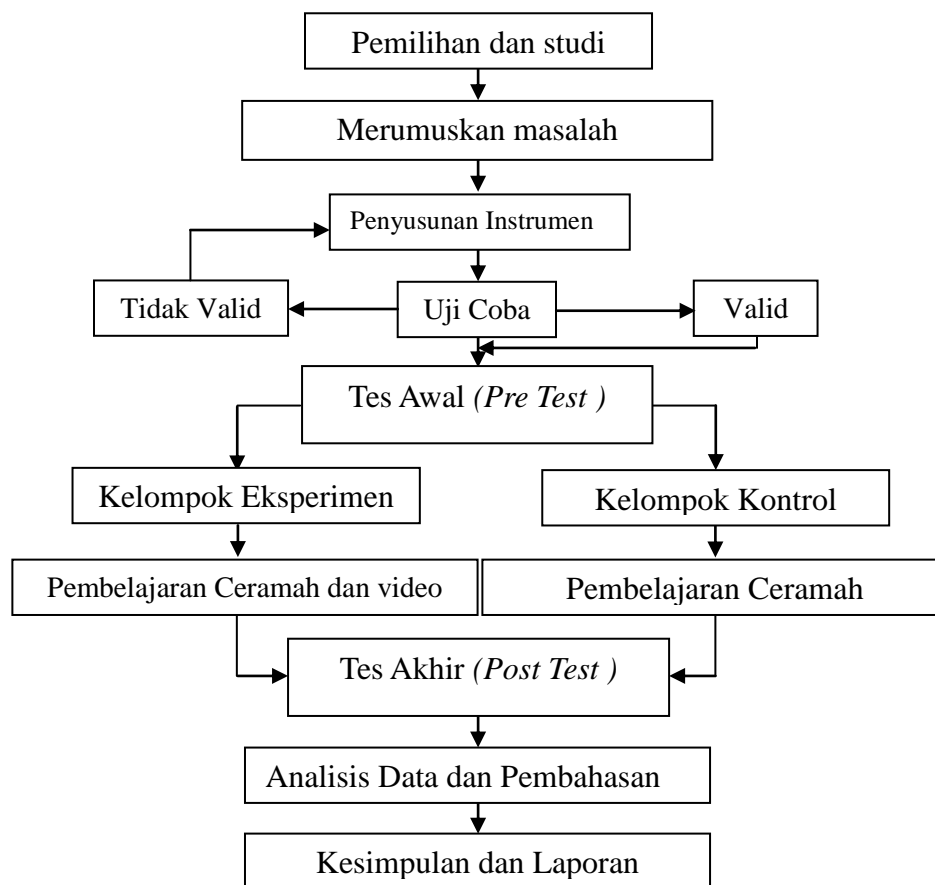 Pemilihan dan studi
Merumuskan masalah
Penyusunan Instrumen
Tidak Valid
Uji Coba
Valid
Tes Awal (Pre Test )
Kelompok Eksperimen
Kelompok Kontrol
Pembelajaran Ceramah dan video
Pembelajaran Ceramah
Tes Akhir (Post Test )
Analisis Data dan Pembahasan
Kesimpulan dan Laporan